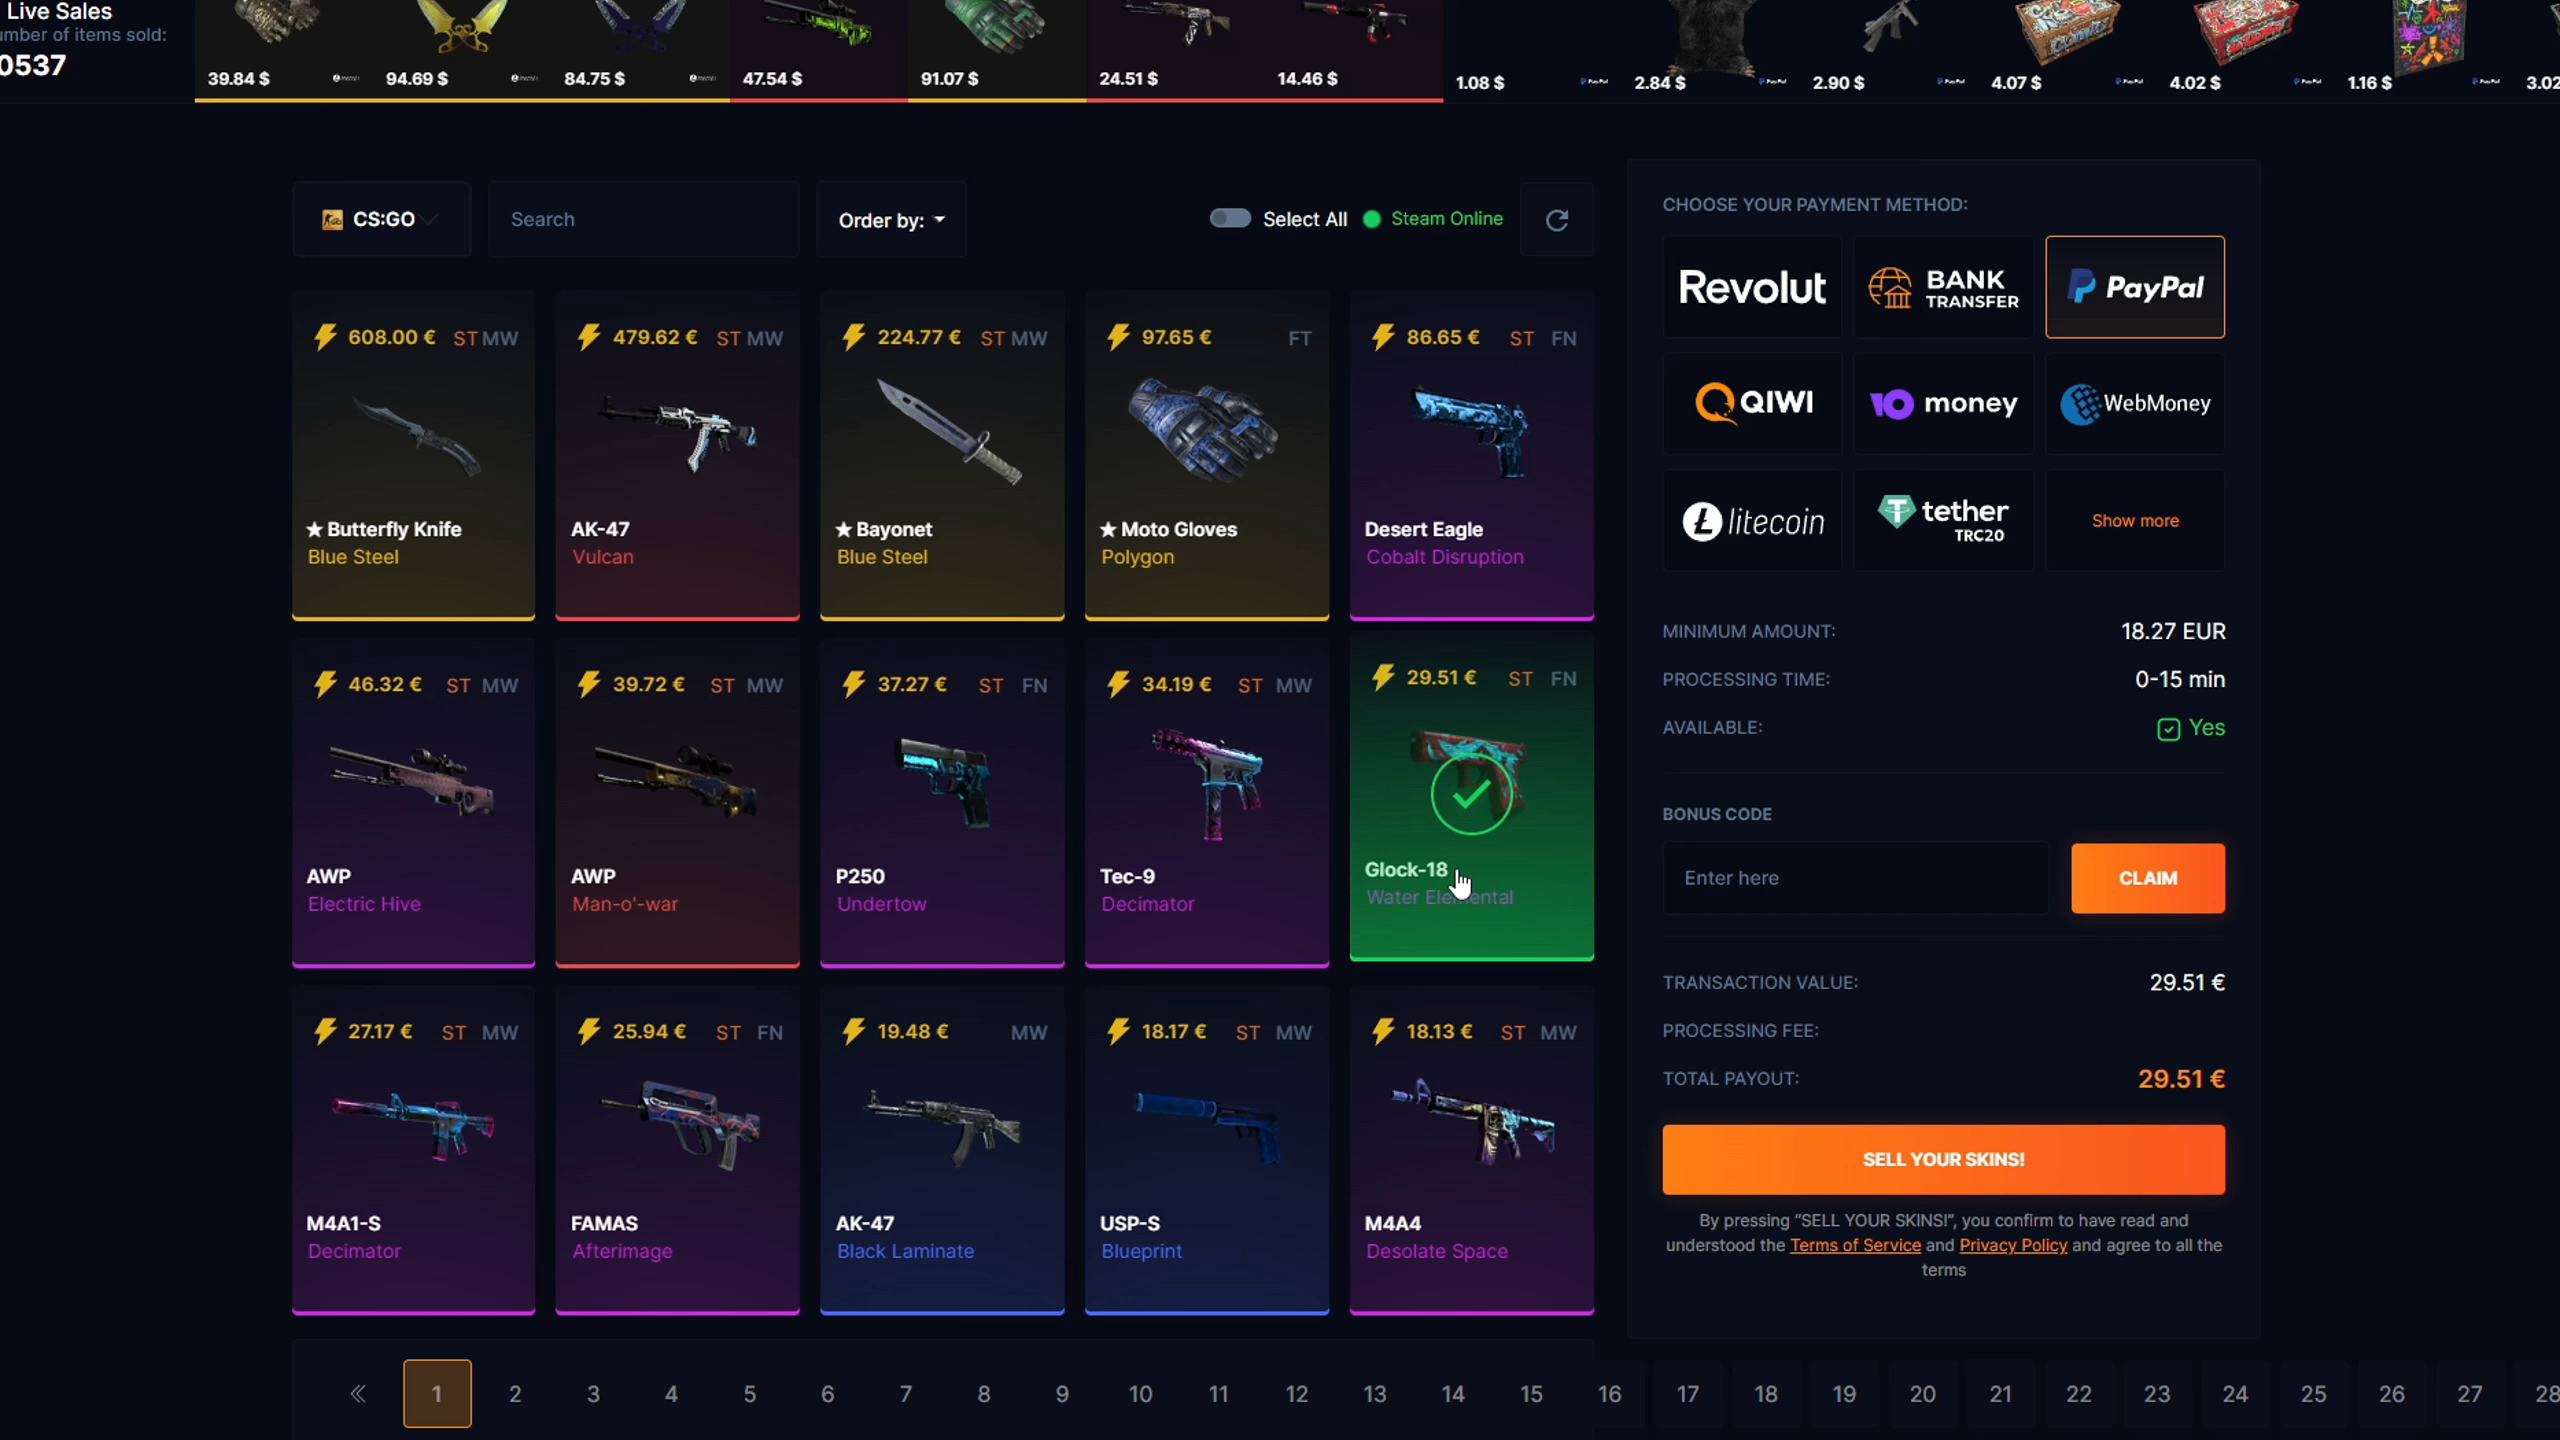 Live Sales
umber of items sold:
0537
39.84 $
94.69 $
84.75 $
47.54 $
91.07 $
24.51 $
14.46 $
1.08 $
PayPal
2.84 $
PayPal
2.90 $
PayPal
4.07 $
PayPal
4.02 $
PayPal
1.16 $
PayPal
3.02
CS:GO
Search
Order by:
Select All
Steam Online
608.00 € ST MW
★ Butterfly Knife
Blue Steel
479.62 € ST MW
AK-47
Vulcan
224.77 € ST MW
★ Bayonet
Blue Steel
97.65 € FT
★ Moto Gloves
Polygon
86.65 € ST FN
Desert Eagle
Cobalt Disruption
46.32 € ST MW
AWP
Electric Hive
39.72 € ST MW
AWP
Man-o'-war
37.27 € ST FN
P250
Undertow
34.19 € ST MW
Tec-9
Decimator
29.51 € ST FN
Glock-18
Water Elemental
27.17 € ST MW
M4A1-S
Decimator
25.94 € ST FN
FAMAS
Afterimage
19.48 € MW
AK-47
Black Laminate
18.17 € ST MW
USP-S
Blueprint
18.13 € ST MW
M4A4
Desolate Space
« 1 2 3 4 5 6 7 8 9 10 11 12 13 14 15 16 17 18 19 20 21 22 23 24 25 26 27 28
CHOOSE YOUR PAYMENT METHOD:
Revolut
BANK
TRANSFER
PayPal
QIWI
money
WebMoney
litecoin
tether
TRC20
Show more
MINIMUM AMOUNT: 18.27 EUR
PROCESSING TIME: 0-15 min
AVAILABLE: Yes
BONUS CODE
Enter here
CLAIM
TRANSACTION VALUE: 29.51 €
PROCESSING FEE:
TOTAL PAYOUT: 29.51 €
SELL YOUR SKINS!
By pressing “SELL YOUR SKINS!”, you confirm to have read and
understood the Terms of Service and Privacy Policy and agree to all the
terms